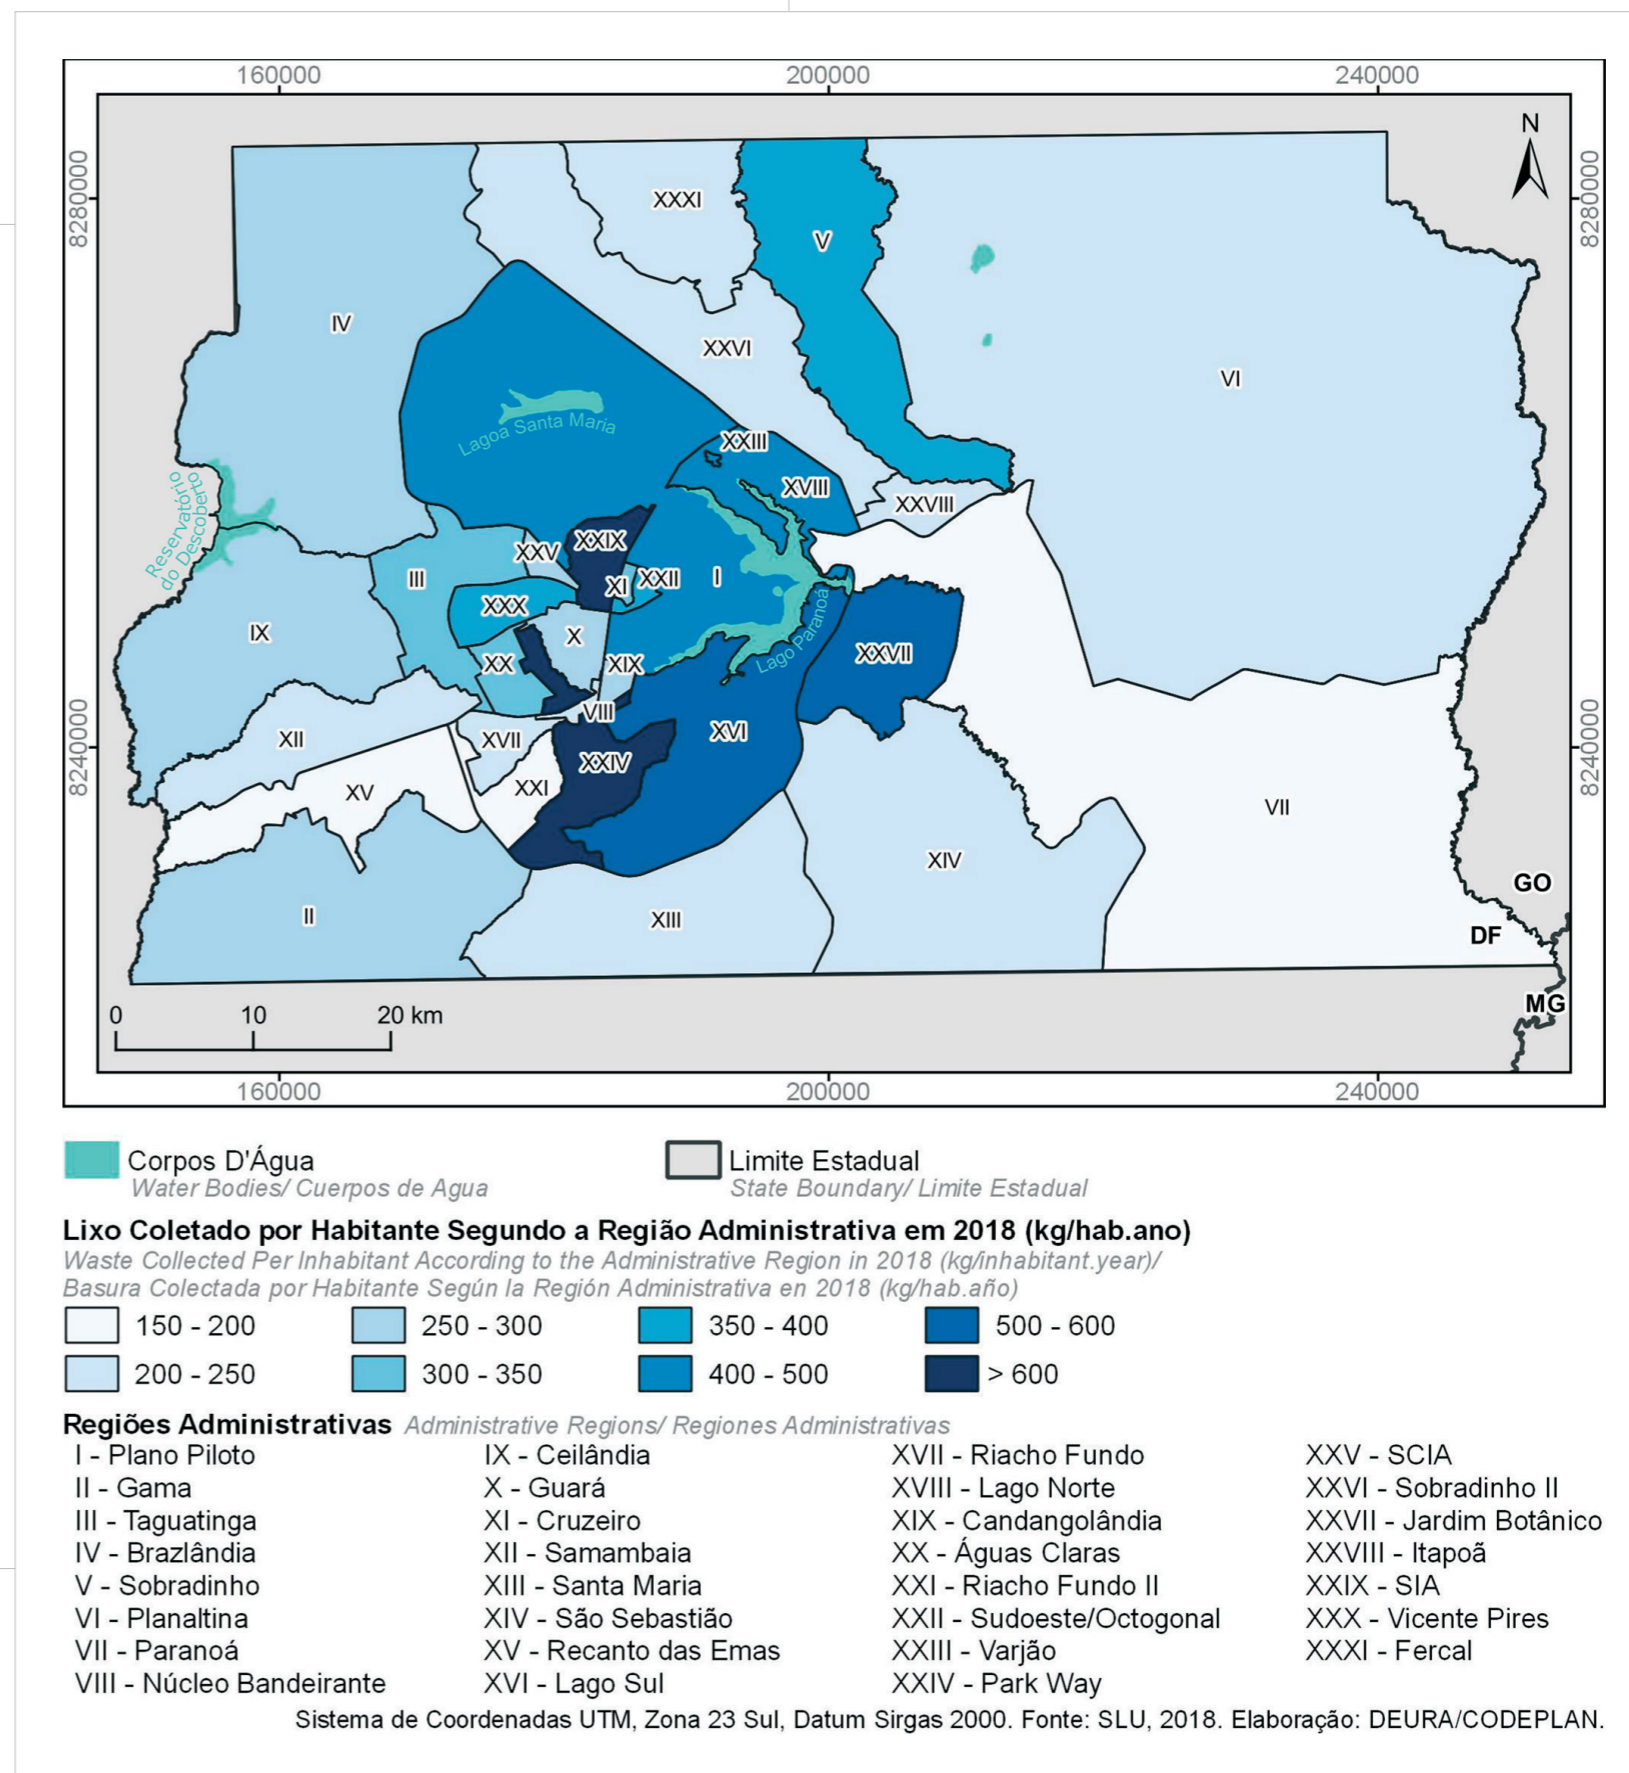 160000 200000 240000
N
8280000 8280000
XXXI
V
IV
XXVI
VI
Lagoa Santa Maria
XXIII
XVIII
XXVIII
Reservatório
do Descoberto
XXIX
XXV
III
XI
XXII
I
XXX
IX
X
Lago Paranoá
XX
XIX
XXVII
8240000 8240000
VIII
XII
XVII
XVI
XXIV
XV
XXI
VII
XIV
GO
II
XIII
DF
MG
0 10 20 km
160000 200000 240000
Corpos D'Água
Water Bodies/ Cuerpos de Agua
Limite Estadual
State Boundary/ Limite Estadual
Lixo Coletado por Habitante Segundo a Região Administrativa em 2018 (kg/hab.ano)
Waste Collected Per Inhabitant According to the Administrative Region in 2018 (kg/inhabitant.year)/
Basura Colectada por Habitante Según la Región Administrativa en 2018 (kg/hab.año)
150 - 200 250 - 300 350 - 400 500 - 600
200 - 250 300 - 350 400 - 500 > 600
Regiões Administrativas Administrative Regions/ Regiones Administrativas
I - Plano Piloto
II - Gama
III - Taguatinga
IV - Brazlândia
V - Sobradinho
VI - Planaltina
VII - Paranoá
VIII - Núcleo Bandeirante
IX - Ceilândia
X - Guará
XI - Cruzeiro
XII - Samambaia
XIII - Santa Maria
XIV - São Sebastião
XV - Recanto das Emas
XVI - Lago Sul
XVII - Riacho Fundo
XVIII - Lago Norte
XIX - Candangolândia
XX - Águas Claras
XXI - Riacho Fundo II
XXII - Sudoeste/Octogonal
XXIII - Varjão
XXIV - Park Way
XXV - SCIA
XXVI - Sobradinho II
XXVII - Jardim Botânico
XXVIII - Itapoã
XXIX - SIA
XXX - Vicente Pires
XXXI - Fercal
Sistema de Coordenadas UTM, Zona 23 Sul, Datum Sirgas 2000. Fonte: SLU, 2018. Elaboração: DEURA/CODEPLAN.